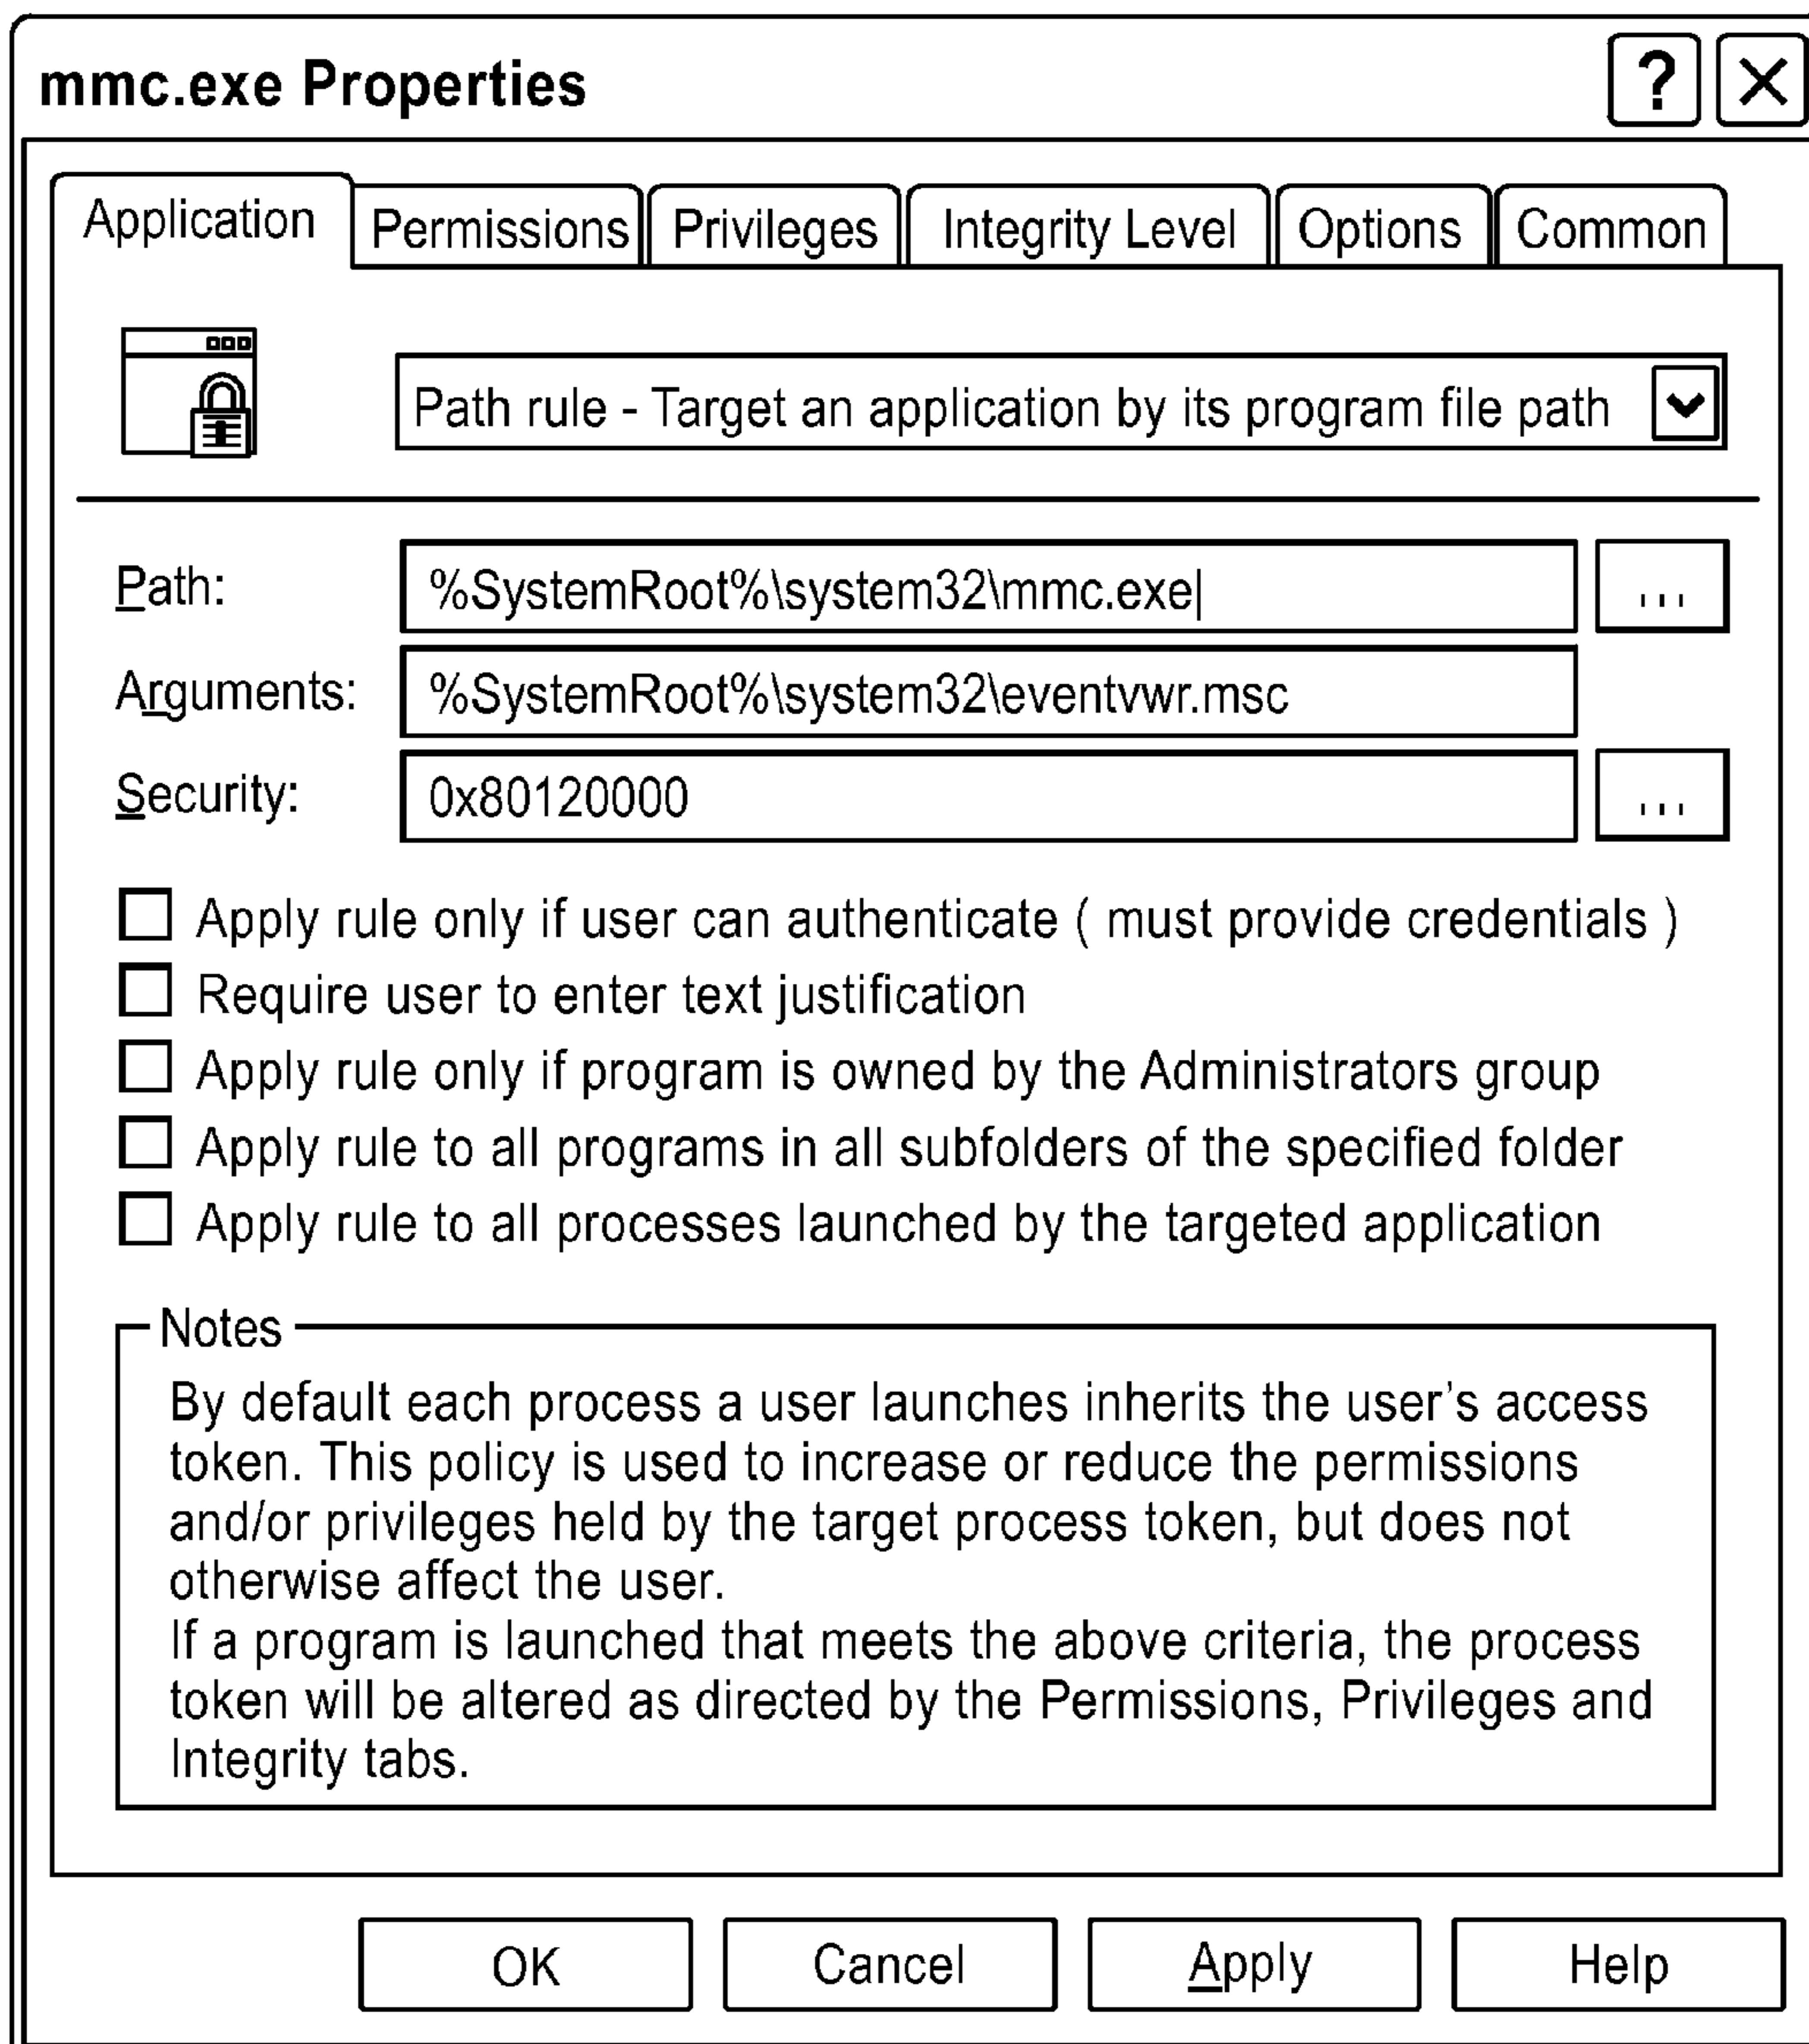 mmc.exe Properties
?
Application Permissions Privileges Integrity Level Options Common
Path rule - Target an application by its program file path
Path: %SystemRoot%\system32\mmc.exe ...
Arguments: %SystemRoot%\system32\eventvwr.msc
Security: 0x80120000 ...
Apply rule only if user can authenticate ( must provide credentials )
Require user to enter text justification
Apply rule only if program is owned by the Administrators group
Apply rule to all programs in all subfolders of the specified folder
Apply rule to all processes launched by the targeted application
Notes
By default each process a user launches inherits the user's access
token. This policy is used to increase or reduce the permissions
and/or privileges held by the target process token, but does not
otherwise affect the user.
If a program is launched that meets the above criteria, the process
token will be altered as directed by the Permissions, Privileges and
Integrity tabs.
OK Cancel Apply Help